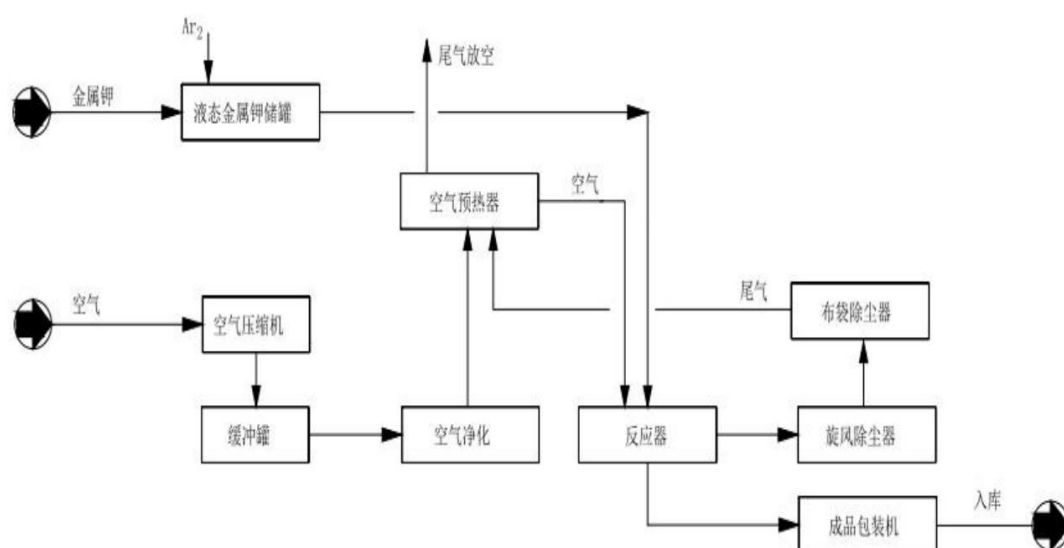 Ar₂
尾气放空
金属钾
液态金属钾储罐
空气预热器
空气
空气
空气压缩机
尾气
布袋除尘器
缓冲罐
空气净化
反应器
旋风除尘器
成品包装机
入库